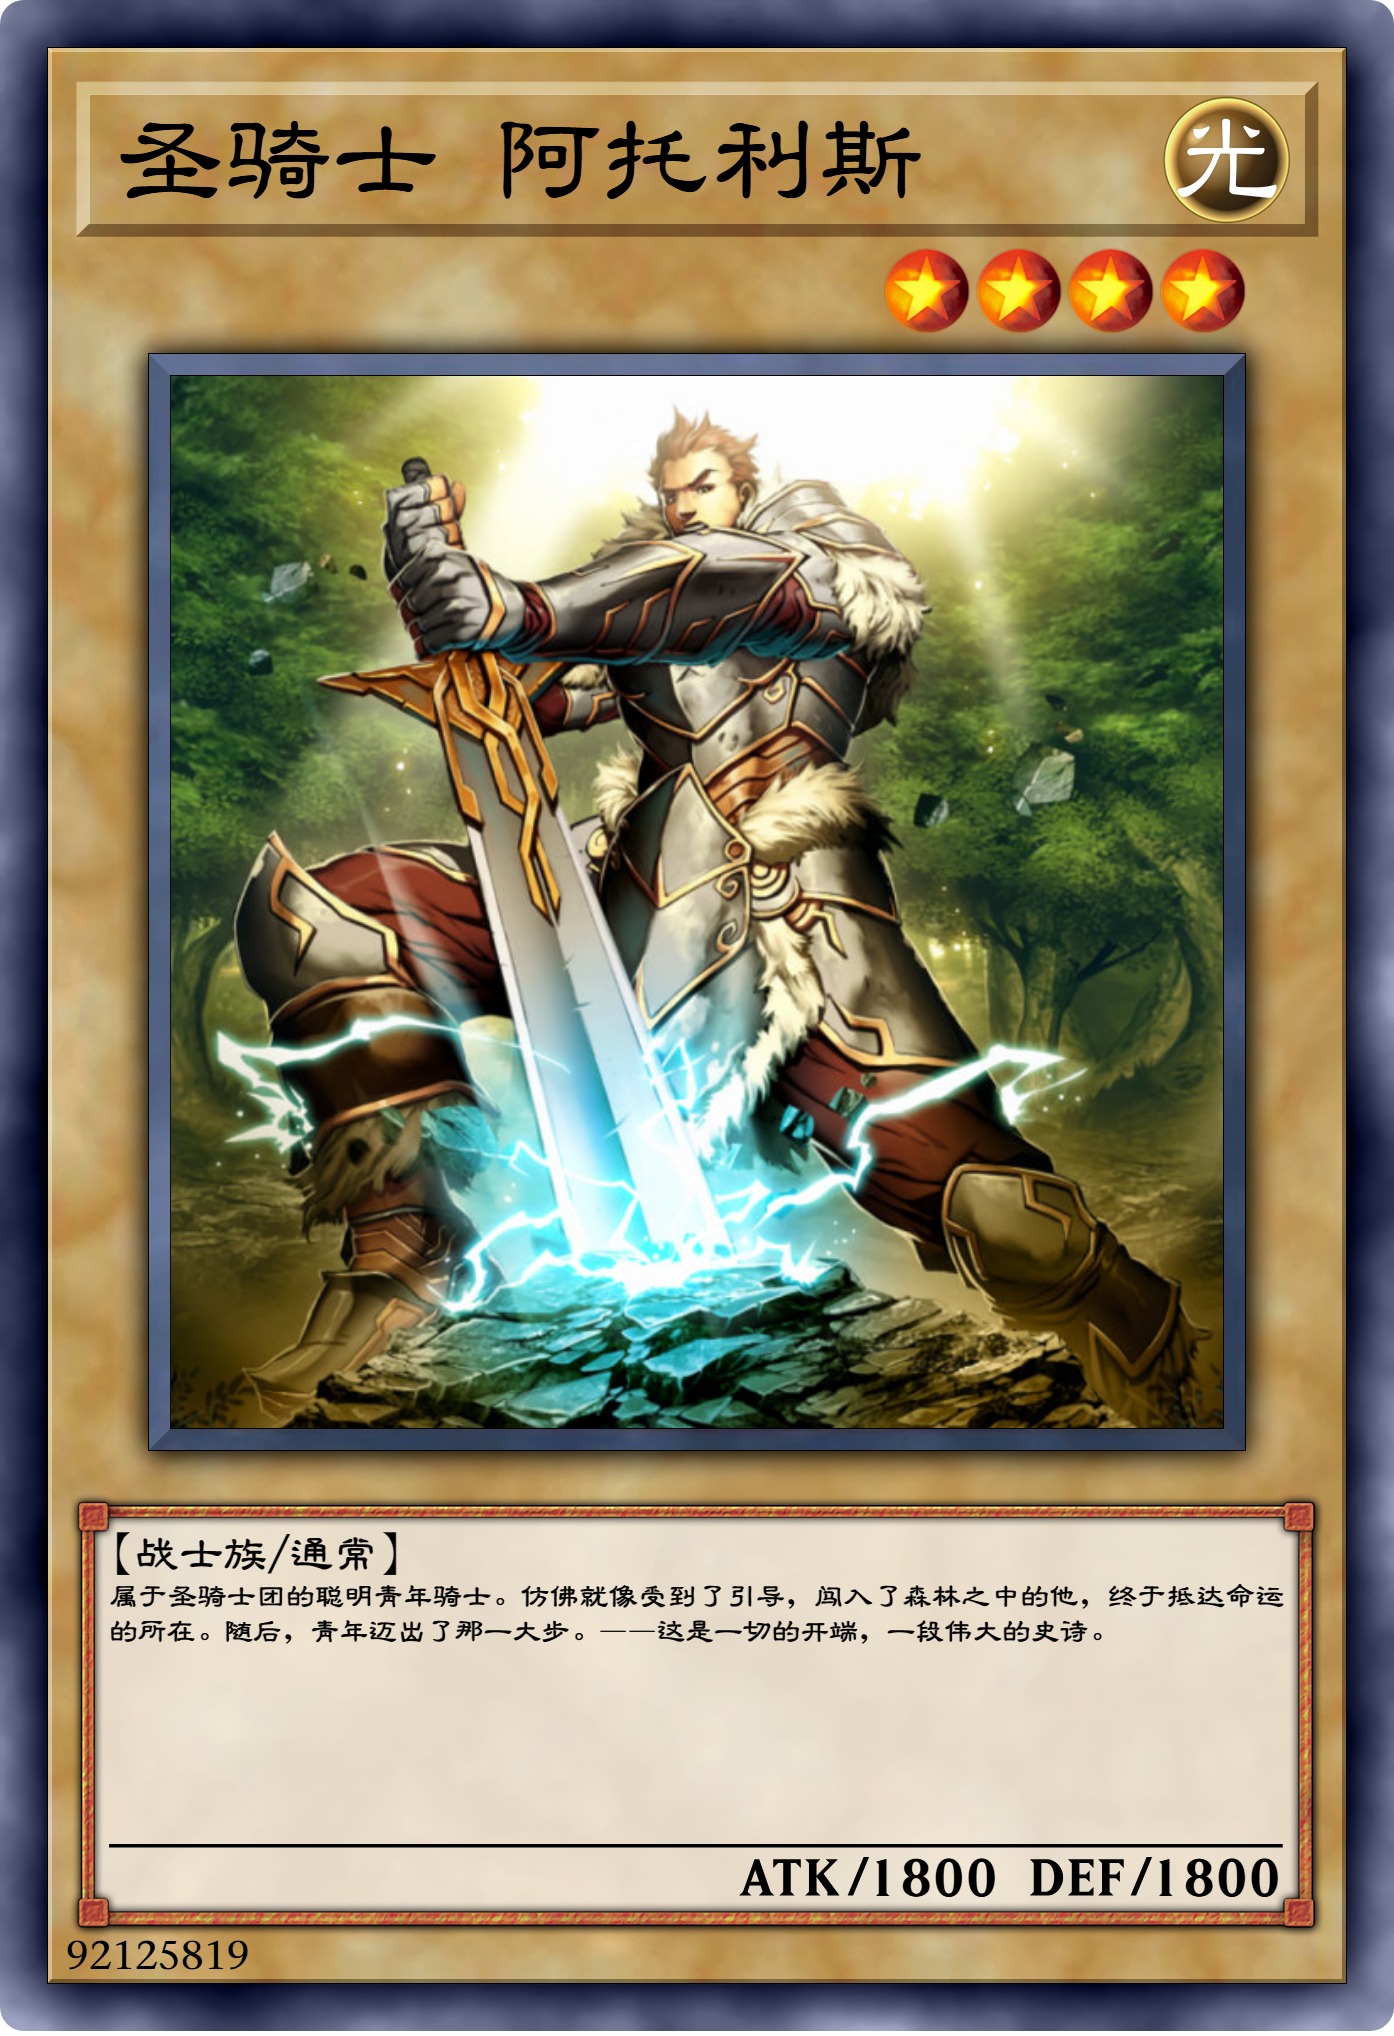 圣骑士 阿托利斯
光
【战士族/通常】
属于圣骑士团的聪明青年骑士。仿佛就像受到了引导，闯入了森林之中的他，终于抵达命运
的所在。随后，青年迈出了那一大步。——这是一切的开端，一段伟大的史诗。
ATK/1800 DEF/1800
92125819